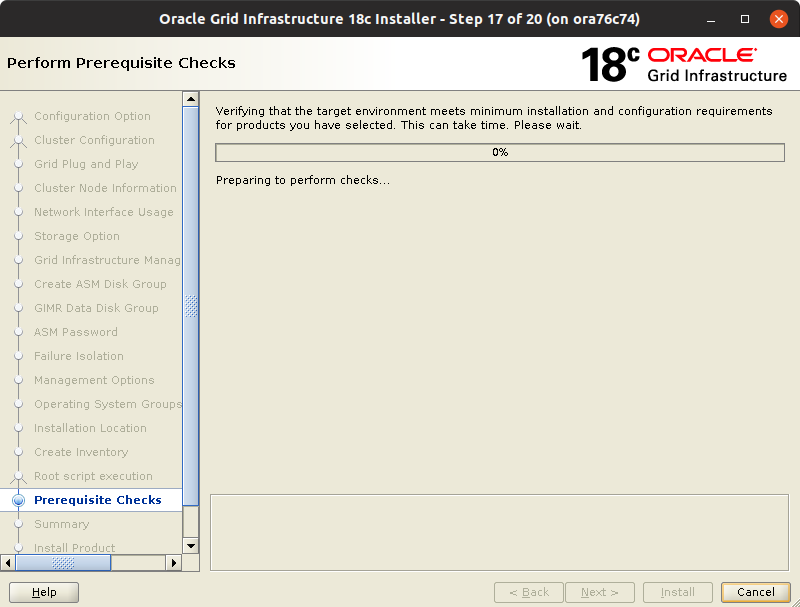 Oracle Grid Infrastructure 18c Installer - Step 17 of 20 (on ora76c74)
Perform Prerequisite Checks
18c ORACLE
Grid Infrastructure
Configuration Option
Cluster Configuration
Grid Plug and Play
Cluster Node Information
Network Interface Usage
Storage Option
Grid Infrastructure Manag
Create ASM Disk Group
GIMR Data Disk Group
ASM Password
Failure Isolation
Management Options
Operating System Groups
Installation Location
Create Inventory
Root script execution
Prerequisite Checks
Summary
Install Product
Verifying that the target environment meets minimum installation and configuration requirements
for products you have selected. This can take time. Please wait.
0%
Preparing to perform checks...
Help
< Back
Next >
Install
Cancel